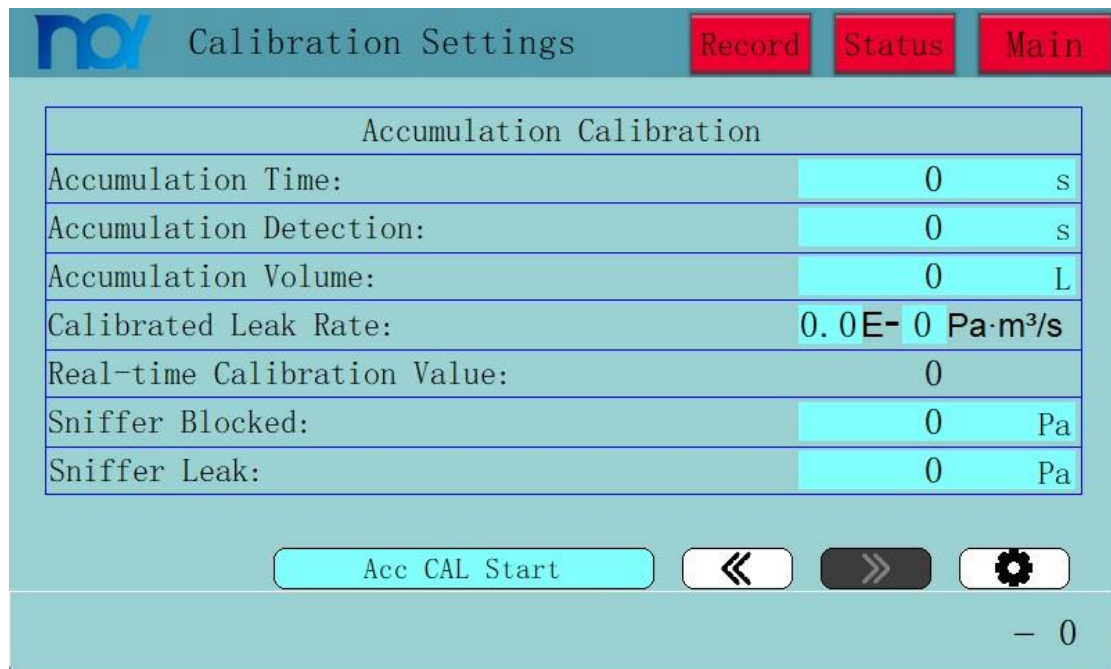 Calibration Settings Record Status Main
Accumulation Calibration
Accumulation Time: 0 s
Accumulation Detection: 0 s
Accumulation Volume: 0 L
Calibrated Leak Rate: 0.0E- 0 Pa·m³/s
Real-time Calibration Value: 0
Sniffer Blocked: 0 Pa
Sniffer Leak: 0 Pa
Acc CAL Start
- 0